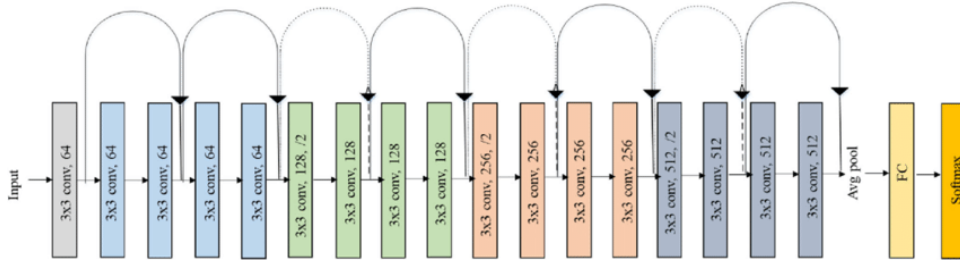 Input
3x3 conv, 64
3x3 conv, 64
3x3 conv, 64
3x3 conv, 64
3x3 conv, 64
3x3 conv, 128, /2
3x3 conv, 128
3x3 conv, 128
3x3 conv, 128
3x3 conv, 256, /2
3x3 conv, 256
3x3 conv, 256
3x3 conv, 256
3x3 conv, 512, /2
3x3 conv, 512
3x3 conv, 512
3x3 conv, 512
Avg pool
FC
Softmax